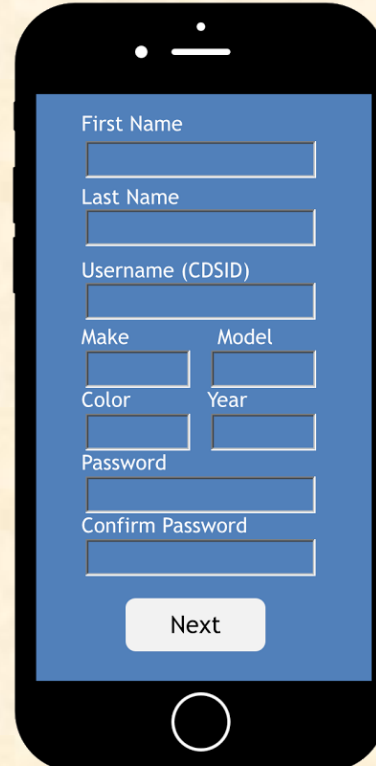 First Name
Last Name
Username (CDSID)
Make Model
Color Year
Password
Confirm Password
Next